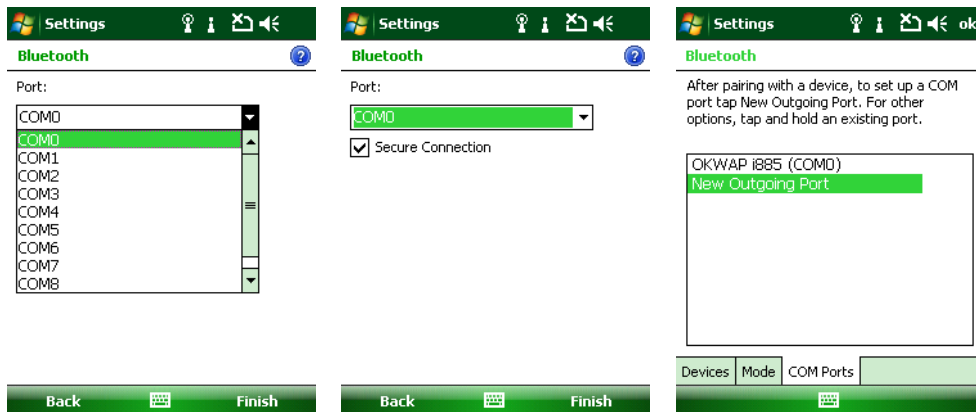 Settings
Bluetooth
?
Port:
COM0
COM0
COM1
COM2
COM3
COM4
COM5
COM6
COM7
COM8
Back
Finish
Settings
Bluetooth
?
Port:
COM0
Secure Connection
Back
Finish
Settings
ok
Bluetooth
After pairing with a device, to set up a COM
port tap New Outgoing Port. For other
options, tap and hold an existing port.
OKWAP i885 (COM0)
New Outgoing Port
Devices
Mode
COM Ports